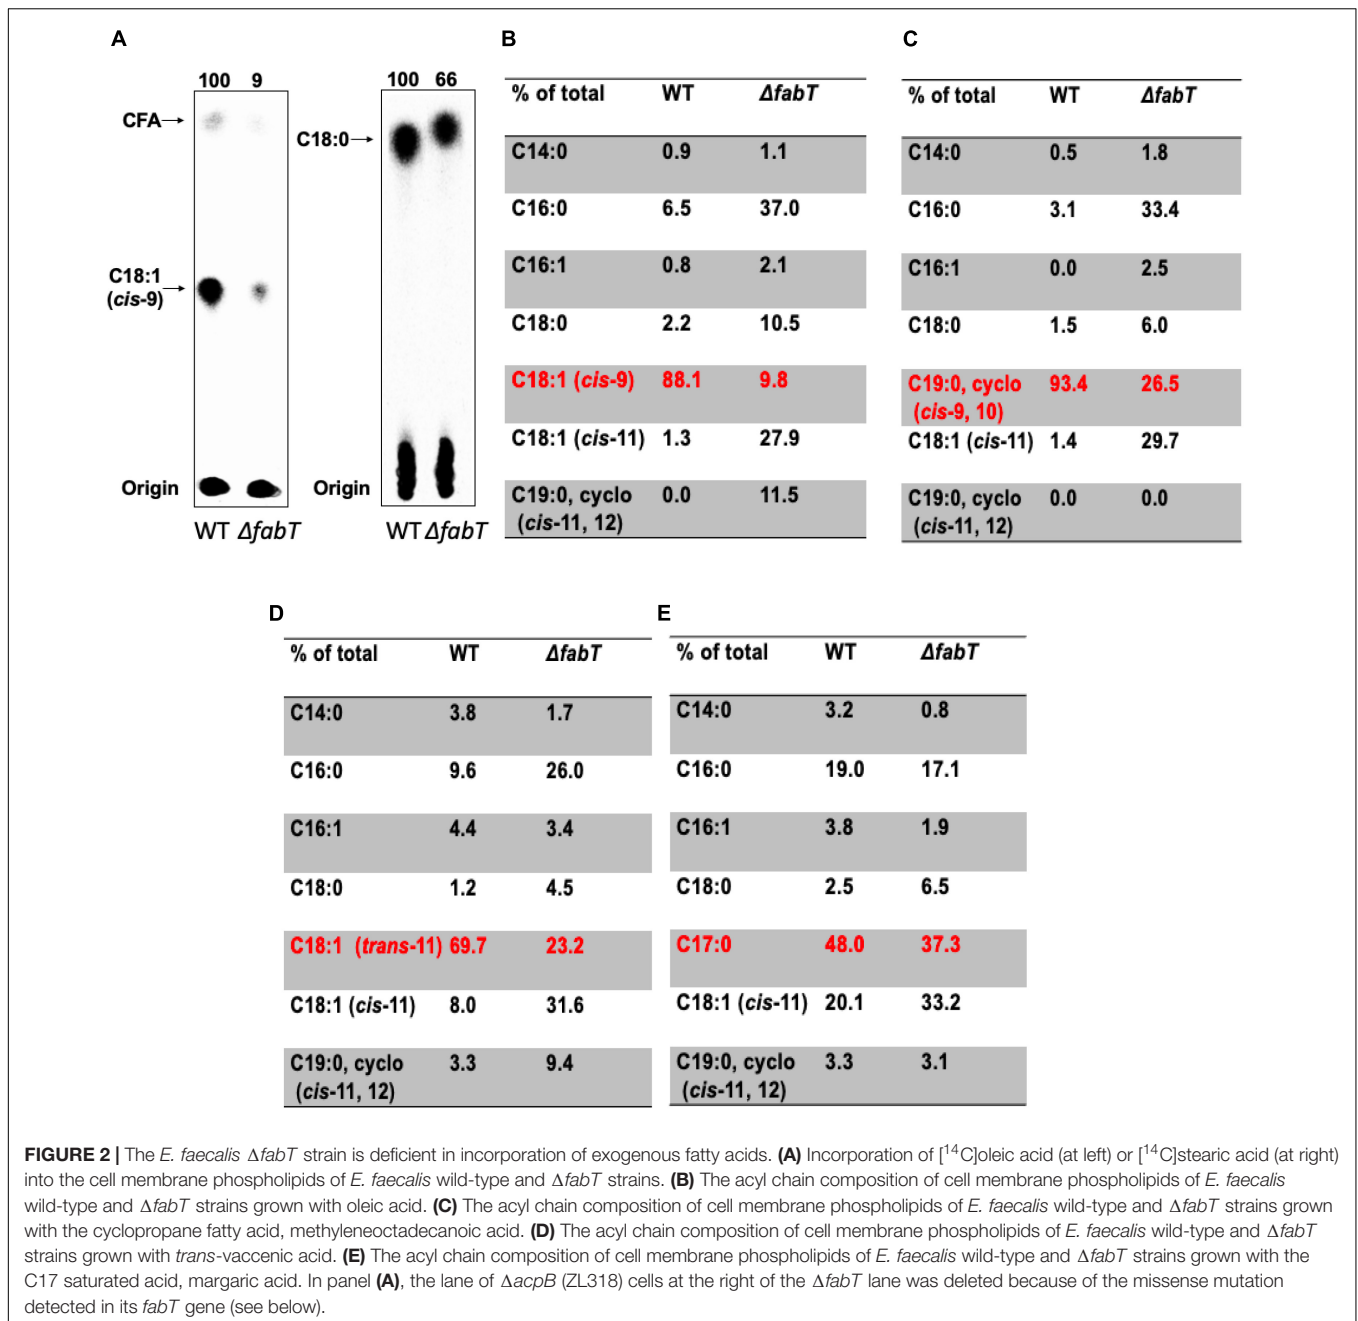 A
100 9
CFA
C18:1
(cis-9)
Origin
WT ΔfabT
100 66
C18:0
Origin
WT ΔfabT
B
% of total WT ΔfabT
C14:0 0.9 1.1
C16:0 6.5 37.0
C16:1 0.8 2.1
C18:0 2.2 10.5
C18:1 (cis-9) 88.1 9.8
C18:1 (cis-11) 1.3 27.9
C19:0, cyclo 0.0 11.5
(cis-11, 12)
C
% of total WT ΔfabT
C14:0 0.5 1.8
C16:0 3.1 33.4
C16:1 0.0 2.5
C18:0 1.5 6.0
C19:0, cyclo 93.4 26.5
(cis-9, 10)
C18:1 (cis-11) 1.4 29.7
C19:0, cyclo 0.0 0.0
(cis-11, 12)
D
% of total WT ΔfabT
C14:0 3.8 1.7
C16:0 9.6 26.0
C16:1 4.4 3.4
C18:0 1.2 4.5
C18:1 (trans-11) 69.7 23.2
C18:1 (cis-11) 8.0 31.6
C19:0, cyclo 3.3 9.4
(cis-11, 12)
E
% of total WT ΔfabT
C14:0 3.2 0.8
C16:0 19.0 17.1
C16:1 3.8 1.9
C18:0 2.5 6.5
C17:0 48.0 37.3
C18:1 (cis-11) 20.1 33.2
C19:0, cyclo 3.3 3.1
(cis-11, 12)
FIGURE 2 | The E. faecalis ΔfabT strain is deficient in incorporation of exogenous fatty acids. (A) Incorporation of [14C]oleic acid (at left) or [14C]stearic acid (at right)
into the cell membrane phospholipids of E. faecalis wild-type and ΔfabT strains. (B) The acyl chain composition of cell membrane phospholipids of E. faecalis
wild-type and ΔfabT strains grown with oleic acid. (C) The acyl chain composition of cell membrane phospholipids of E. faecalis wild-type and ΔfabT strains grown
with the cyclopropane fatty acid, methyleneoctadecanoic acid. (D) The acyl chain composition of cell membrane phospholipids of E. faecalis wild-type and ΔfabT
strains grown with trans-vaccenic acid. (E) The acyl chain composition of cell membrane phospholipids of E. faecalis wild-type and ΔfabT strains grown with the
C17 saturated acid, margaric acid. In panel (A), the lane of ΔacpB (ZL318) cells at the right of the ΔfabT lane was deleted because of the missense mutation
detected in its fabT gene (see below).